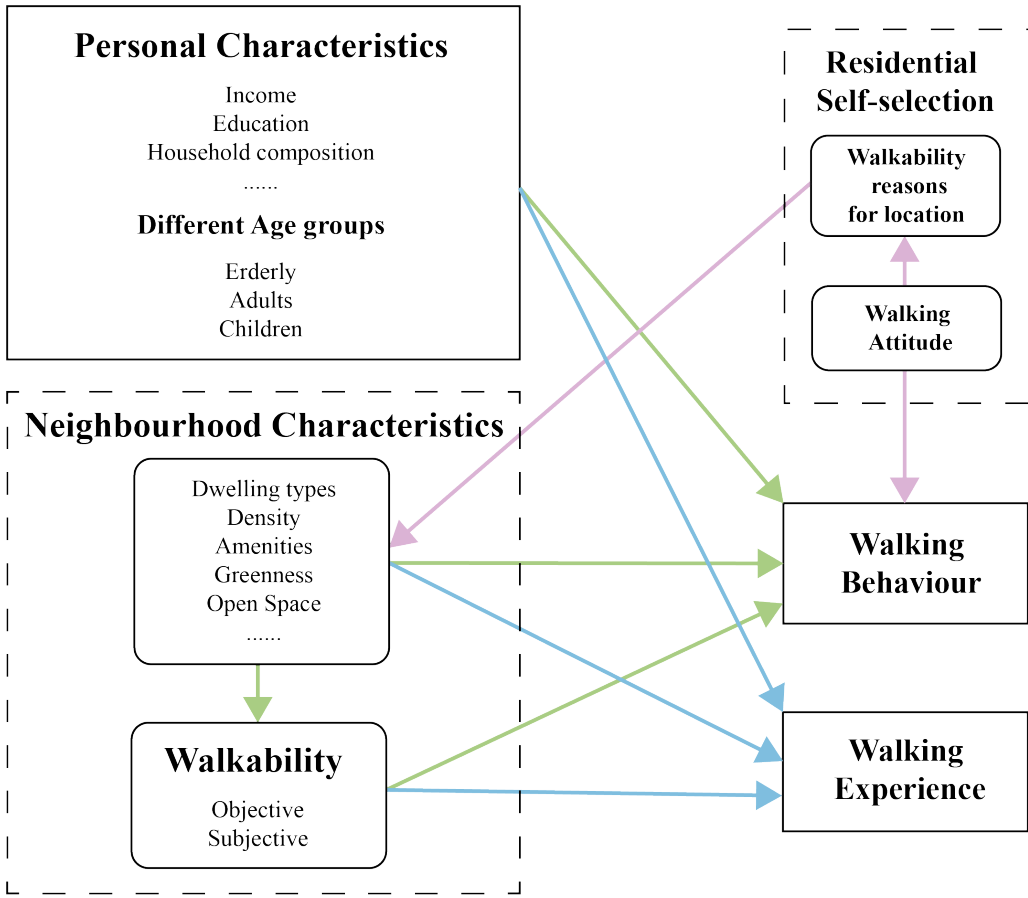 Personal Characteristics
Income
Education
Household composition
......
Different Age groups
Erderly
Adults
Children
Neighbourhood Characteristics
Dwelling types
Density
Amenities
Greenness
Open Space
......
Walkability
Objective
Subjective
Residential
Self-selection
Walkability
reasons
for location
Walking
Attitude
Walking
Behaviour
Walking
Experience